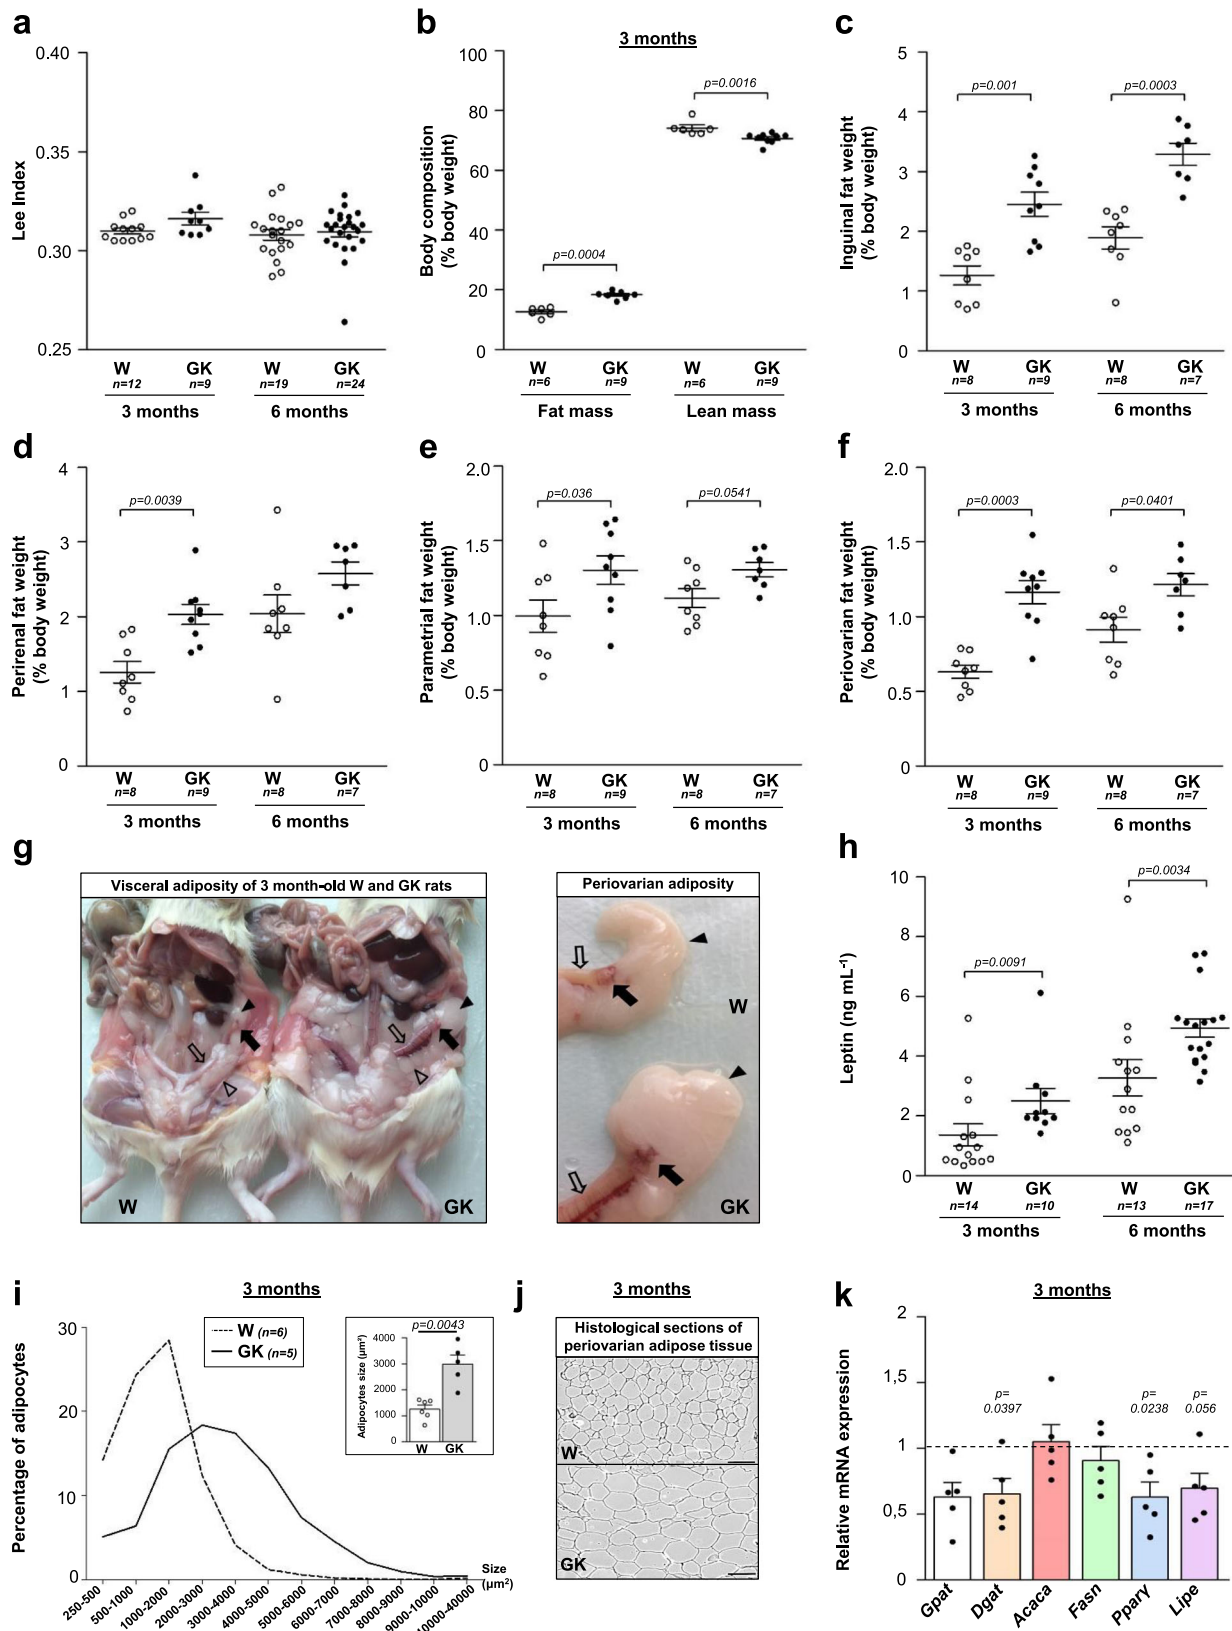 a
Lee Index
0.40
0.35
0.30
0.25
W GK W GK
n=12 n=9 n=19 n=24
3 months 6 months
b
3 months
Body composition
(% body weight)
100
80
60
40
20
0
p=0.0004
p=0.0016
W GK W GK
n=6 n=9 n=6 n=9
Fat mass Lean mass
c
Inguinal fat weight
(% body weight)
5
4
3
2
1
0
p=0.001
p=0.0003
W GK W GK
n=8 n=9 n=8 n=7
3 months 6 months
d
Perirenal fat weight
(% body weight)
4
3
2
1
0
p=0.0039
W GK W GK
n=8 n=9 n=8 n=7
3 months 6 months
e
Parametrial fat weight
(% body weight)
2.0
1.5
1.0
0.5
0
p=0.036
p=0.0541
W GK W GK
n=8 n=9 n=8 n=7
3 months 6 months
f
Periovarian fat weight
(% body weight)
2.0
1.5
1.0
0.5
0
p=0.0003
p=0.0401
W GK W GK
n=8 n=9 n=8 n=7
3 months 6 months
g
Visceral adiposity of 3 month-old W and GK rats
W GK
Periovarian adiposity
W
GK
h
Leptin (ng mL-1)
10
8
6
4
2
0
p=0.0091
p=0.0034
W GK W GK
n=14 n=10 n=13 n=17
3 months 6 months
i
3 months
Percentage of adipocytes
30
20
10
0
W (n=6)
GK (n=5)
Adipocytes size (µm²)
4000
3000
2000
1000
0
p=0.0043
W GK
Size
(µm²)
250-500
500-1000
1000-2000
2000-3000
3000-4000
4000-5000
5000-6000
6000-7000
7000-8000
8000-9000
9000-10000
10000-40000
j
3 months
Histological sections of
periovarian adipose tissue
W
GK
k
3 months
Relative mRNA expression
2
1,5
1
0,5
0
p=
0.0397
p=
0.0238
p=
0.056
Gpat
Dgat
Acaca
Fasn
Pparγ
Lipe